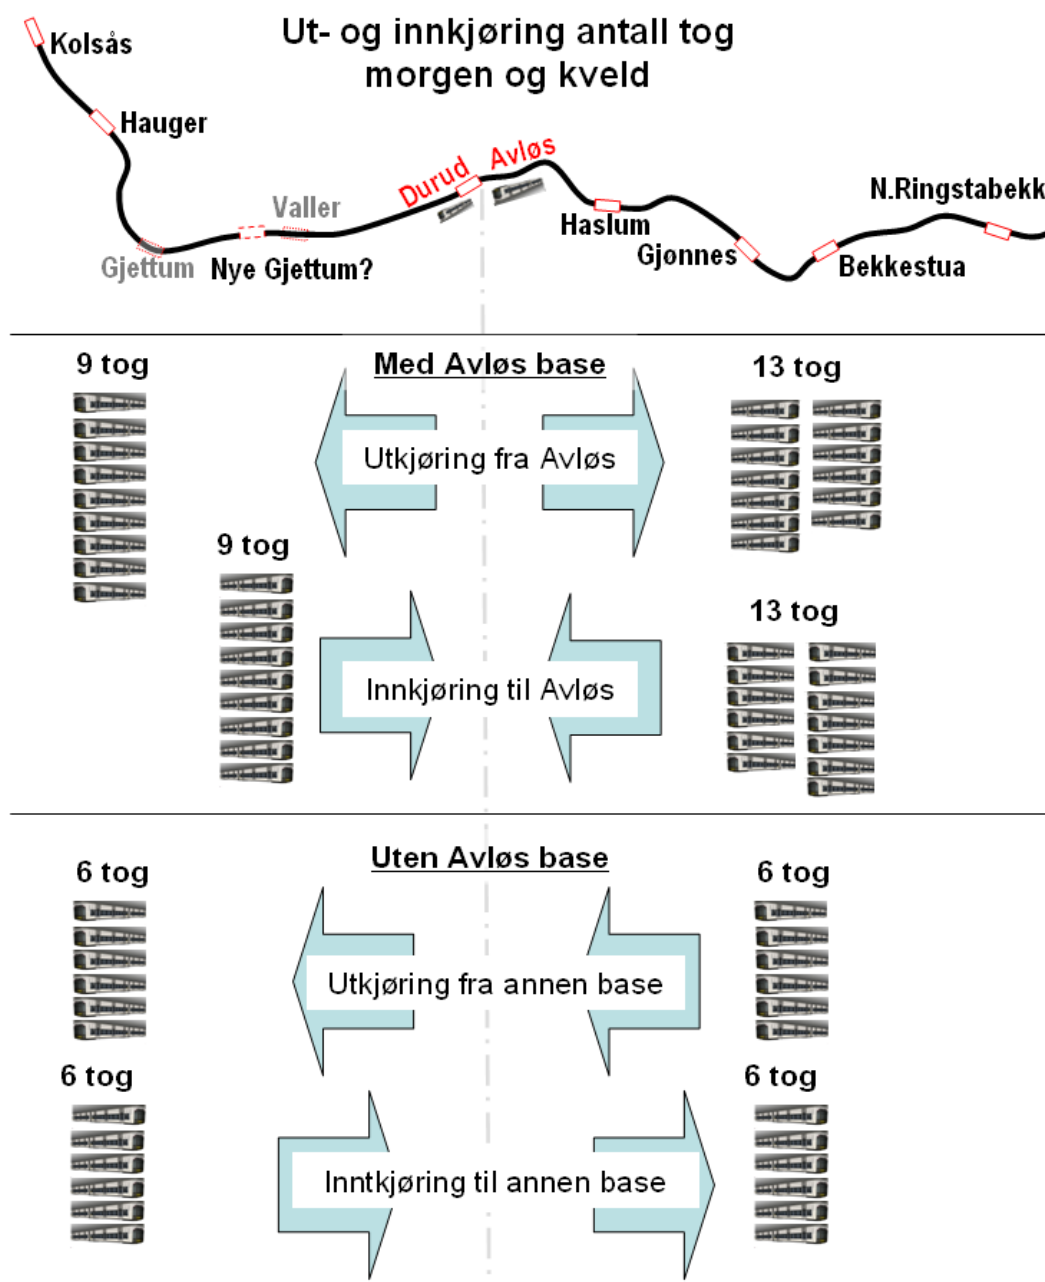 Ut- og innkjøring antall tog
morgen og kveld
Kolsås
Hauger
Gjettum
Nye Gjettum?
Valler
Durud
Avløs
Haslum
Gjønnes
Bekkestua
N.Ringstabekk
Med Avløs base
9 tog
13 tog
Utkjøring fra Avløs
9 tog
13 tog
Innkjøring til Avløs
Uten Avløs base
6 tog
6 tog
Utkjøring fra annen base
6 tog
6 tog
Inntkjøring til annen base